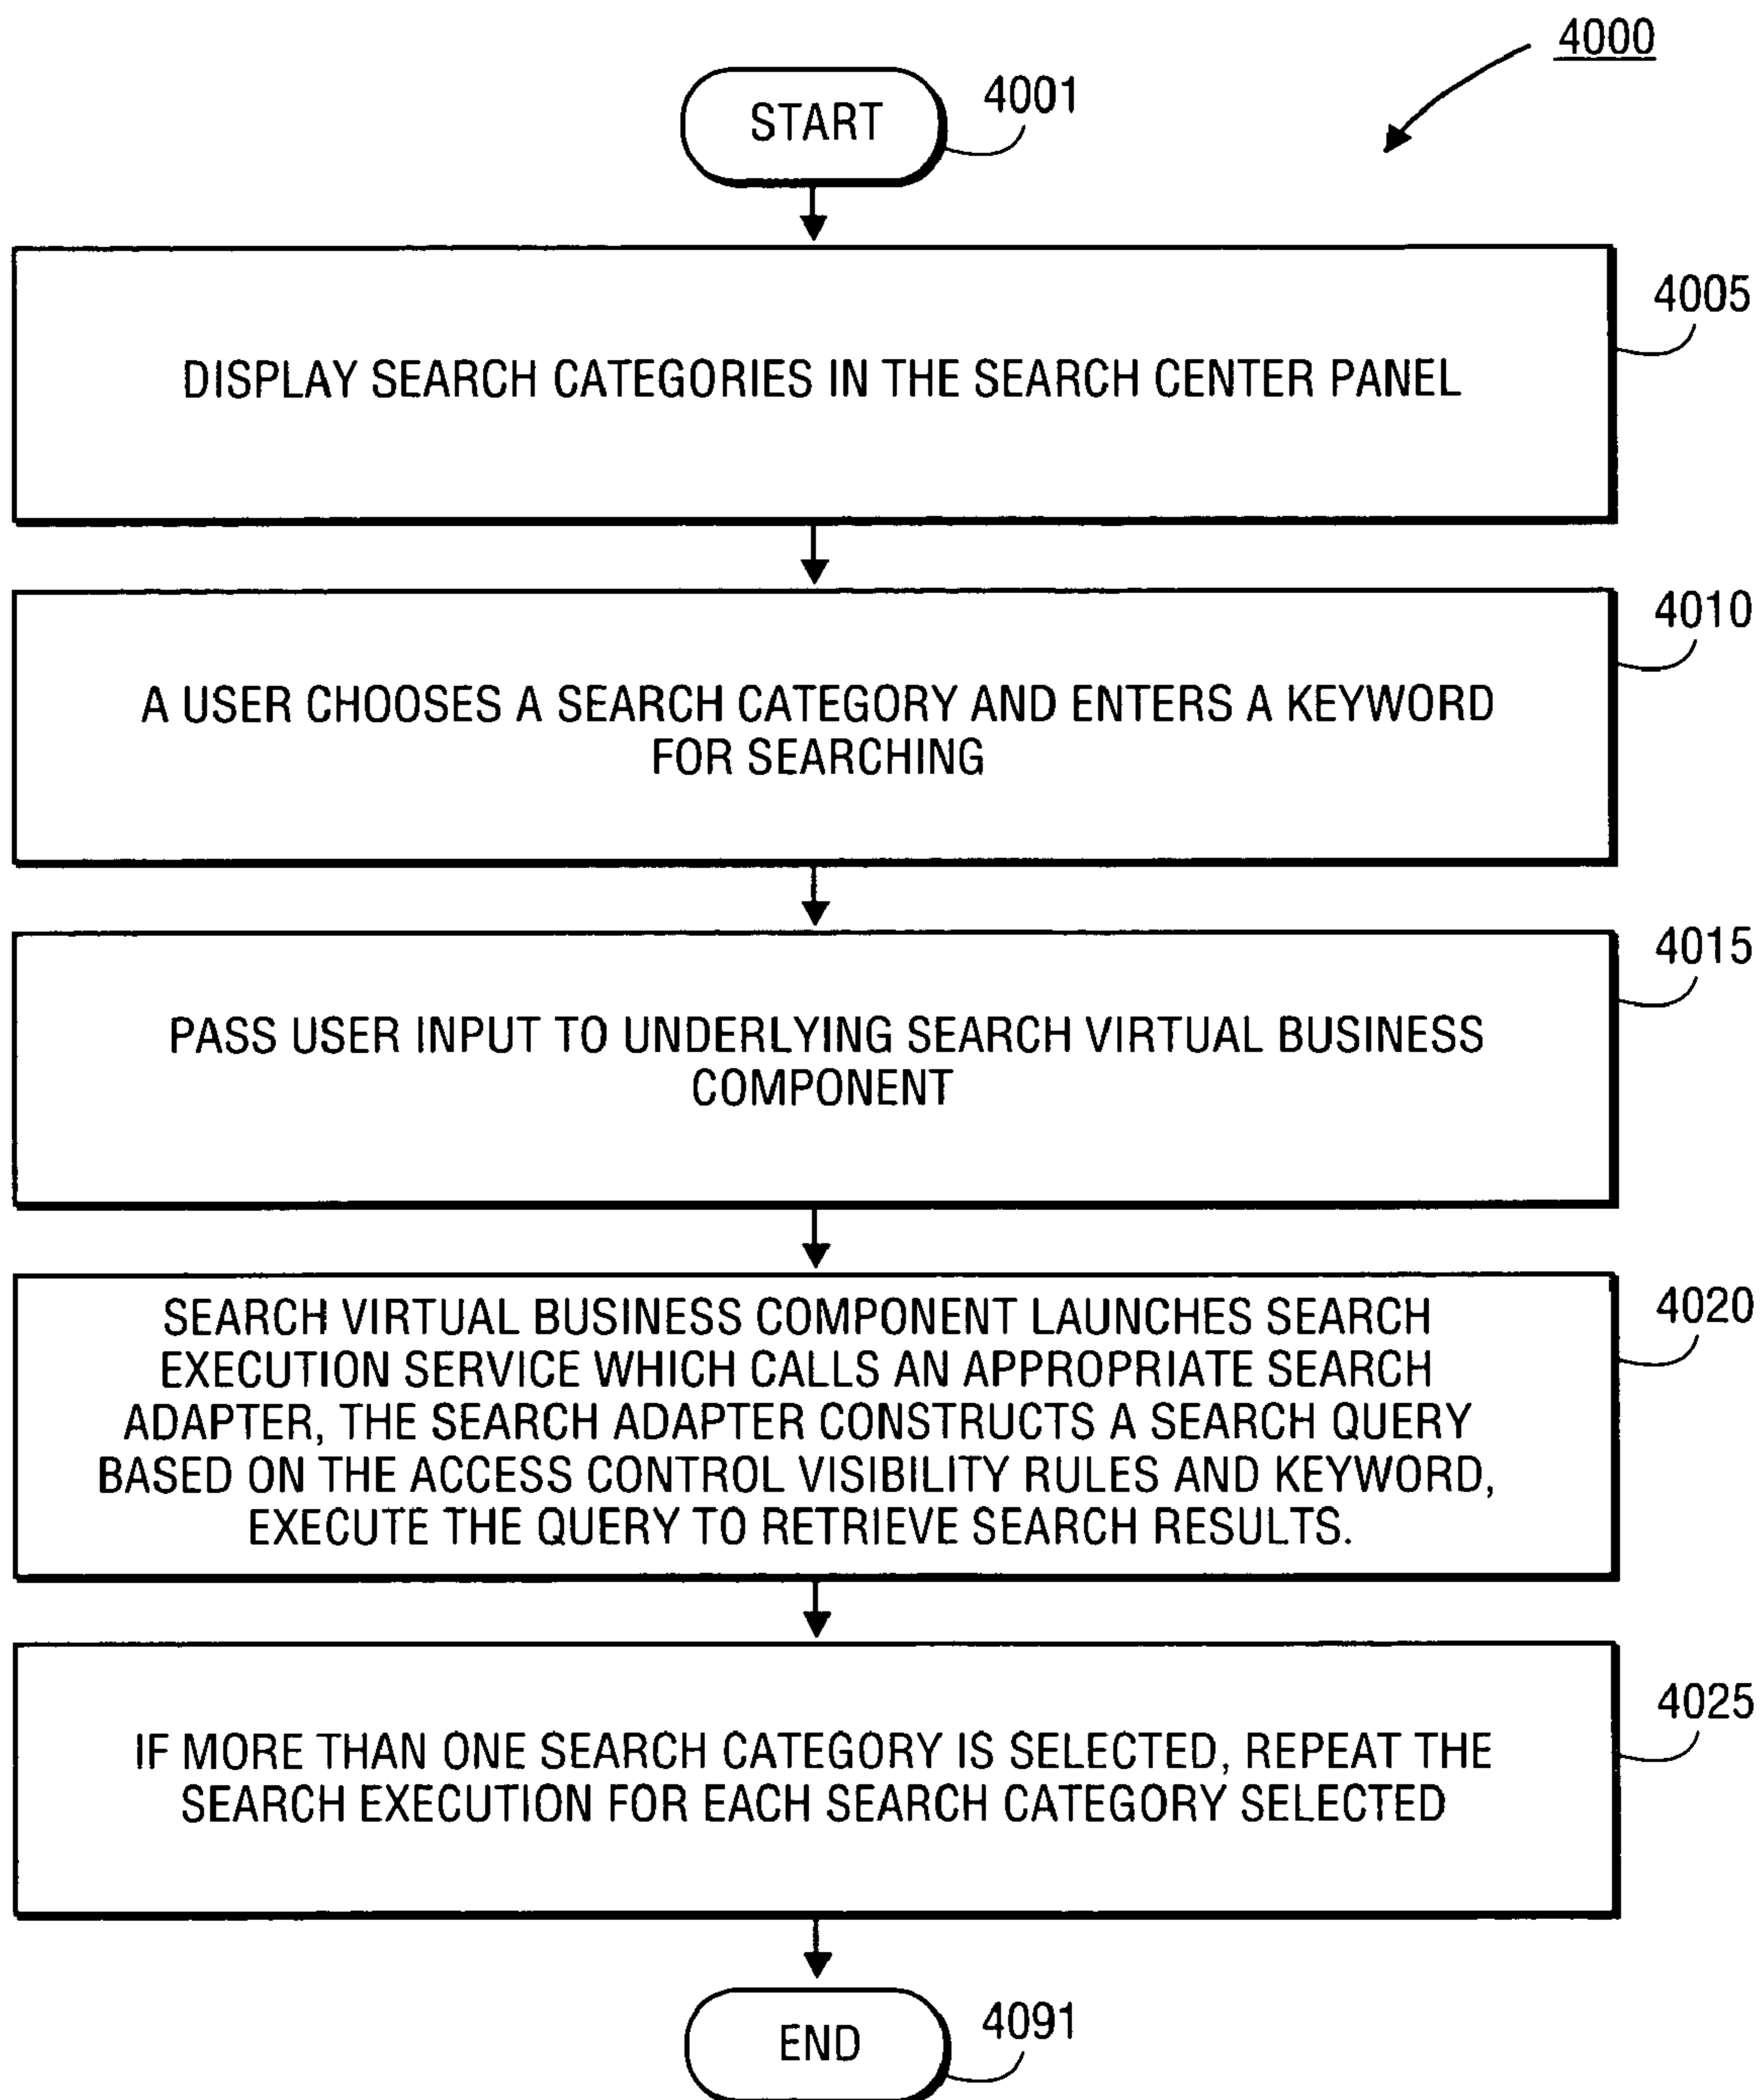 4000
START
4001
DISPLAY SEARCH CATEGORIES IN THE SEARCH CENTER PANEL
4005
A USER CHOOSES A SEARCH CATEGORY AND ENTERS A KEYWORD
FOR SEARCHING
4010
PASS USER INPUT TO UNDERLYING SEARCH VIRTUAL BUSINESS
COMPONENT
4015
SEARCH VIRTUAL BUSINESS COMPONENT LAUNCHES SEARCH
EXECUTION SERVICE WHICH CALLS AN APPROPRIATE SEARCH
ADAPTER, THE SEARCH ADAPTER CONSTRUCTS A SEARCH QUERY
BASED ON THE ACCESS CONTROL VISIBILITY RULES AND KEYWORD,
EXECUTE THE QUERY TO RETRIEVE SEARCH RESULTS.
4020
IF MORE THAN ONE SEARCH CATEGORY IS SELECTED, REPEAT THE
SEARCH EXECUTION FOR EACH SEARCH CATEGORY SELECTED
4025
END
4091